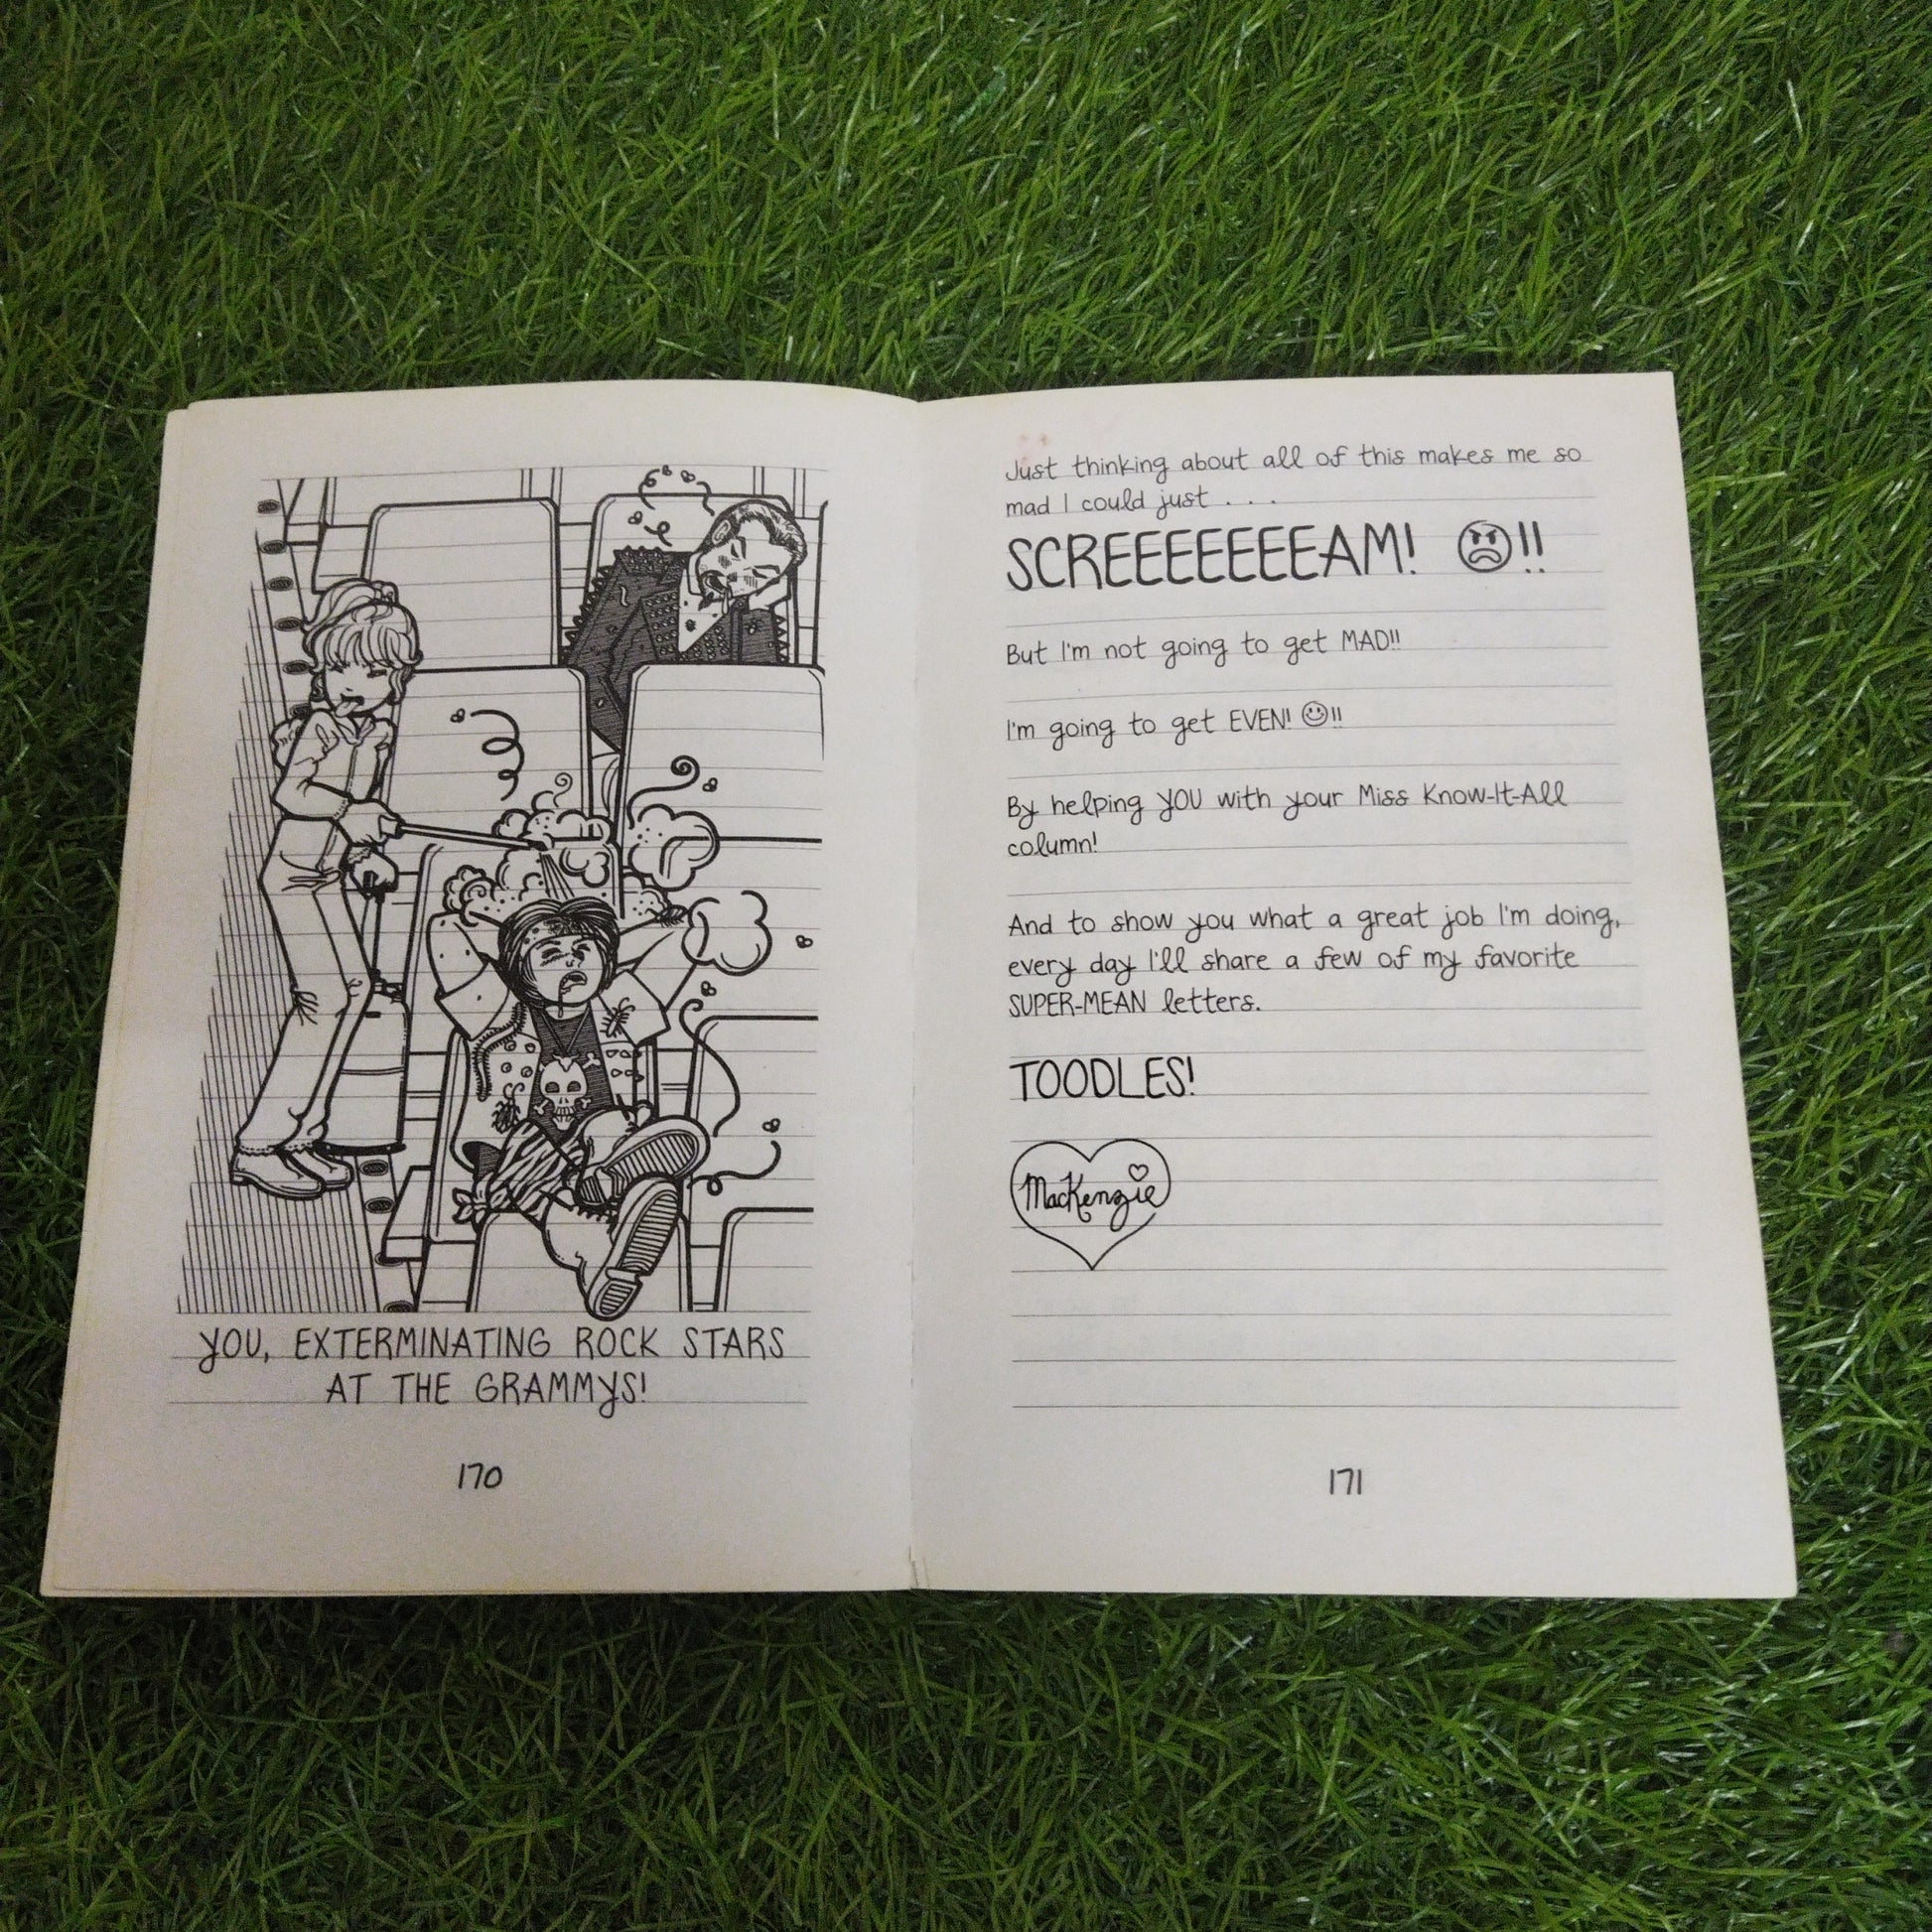 YOU, EXTERMINATING ROCK STARS
AT THE GRAMMYS!
170
Just thinking about all of this makes me so
mad I could just . . .
SCREEEEEEEEAM! !!
But I'm not going to get MAD!!
I'm going to get EVEN! ☺!!
By helping YOU with your Miss Know-It-All
column!
And to show you what a great job I'm doing,
every day I'll share a few of my favorite
SUPER-MEAN letters.
TOODLES!
MacKenzie
171